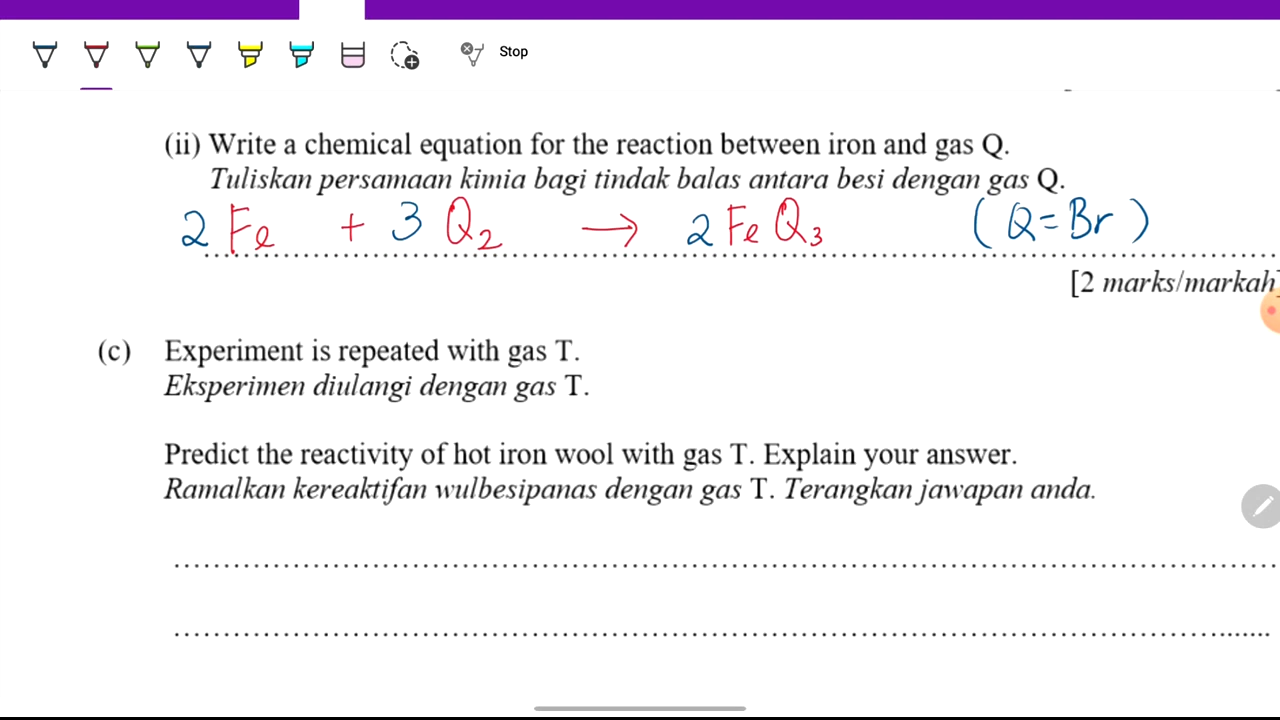 Stop
(ii) Write a chemical equation for the reaction between iron and gas Q.
Tuliskan persamaan kimia bagi tindak balas antara besi dengan gas Q.
2 Fe + 3 Q2 → 2 FeQ3 (Q=Br)
[2 marks/markah]
(c) Experiment is repeated with gas T.
Eksperimen diulangi dengan gas T.
Predict the reactivity of hot iron wool with gas T. Explain your answer.
Ramalkan kereaktifan wulbesipanas dengan gas T. Terangkan jawapan anda.